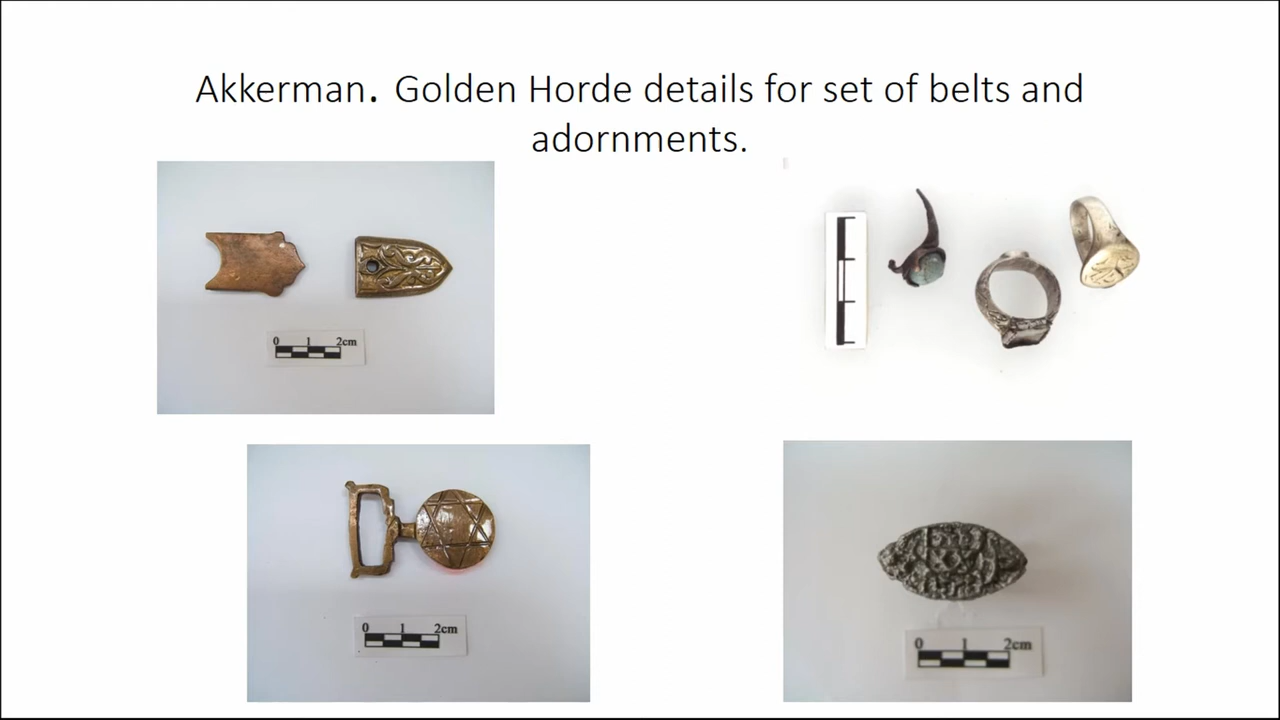 Akkerman. Golden Horde details for set of belts and
adornments.
0 1 2cm
0 1 2cm
0 1 2cm